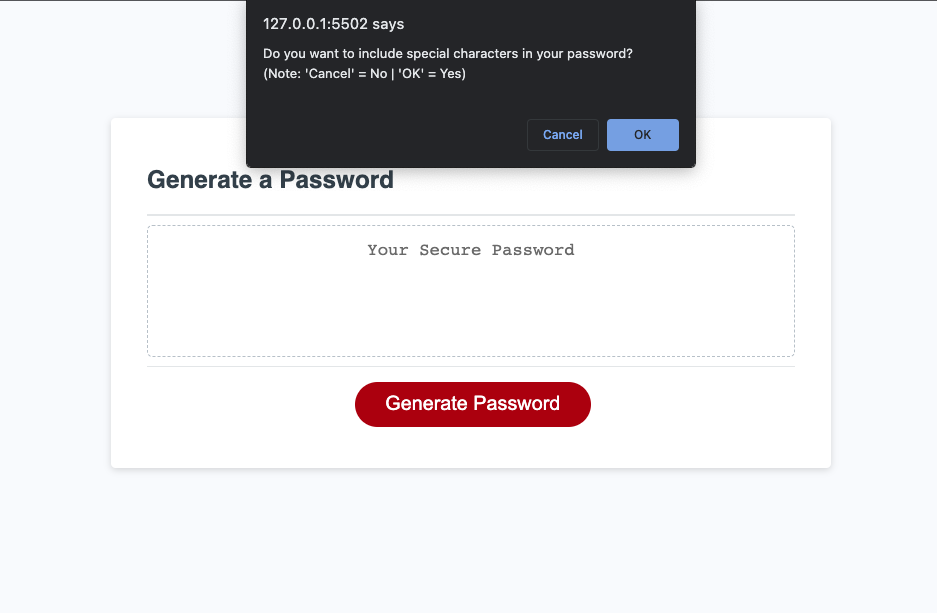 127.0.0.1:5502 says
Do you want to include special characters in your password?
(Note: 'Cancel' = No | 'OK' = Yes)
Cancel
OK
Generate a Password
Your Secure Password
Generate Password